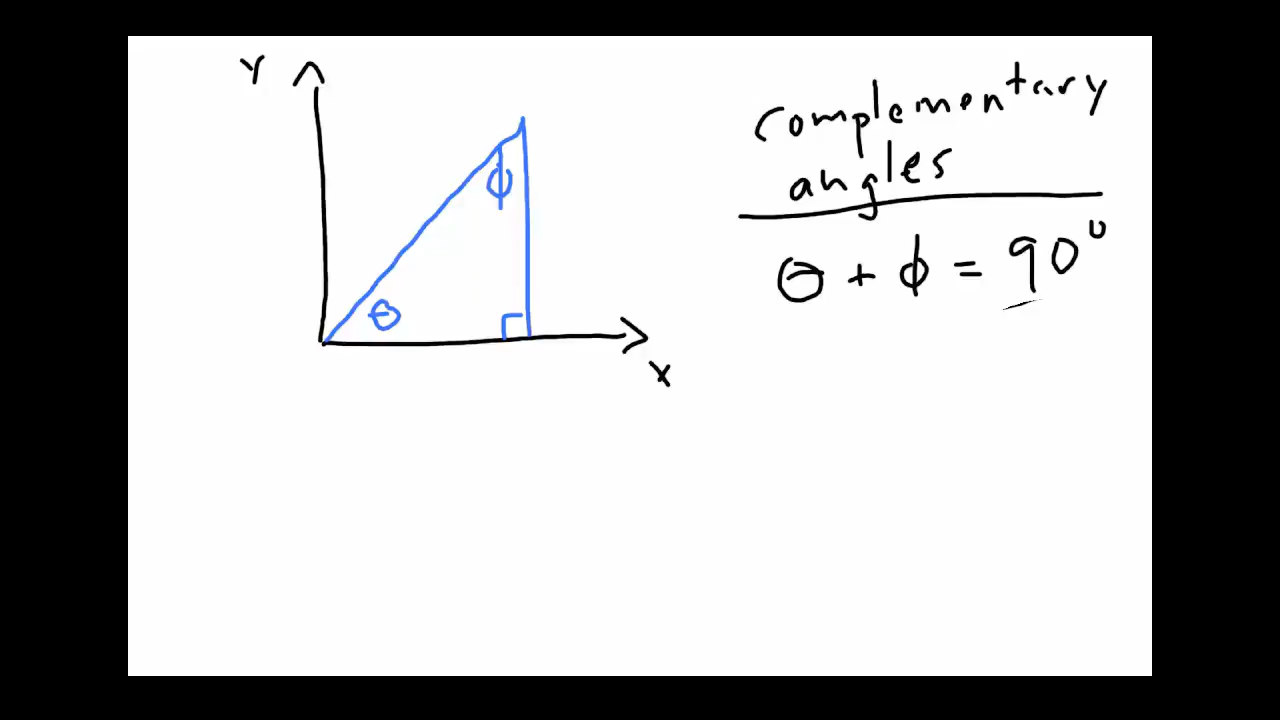 Y
ϕ
θ
X
complementary
angles
θ + ϕ = 90°